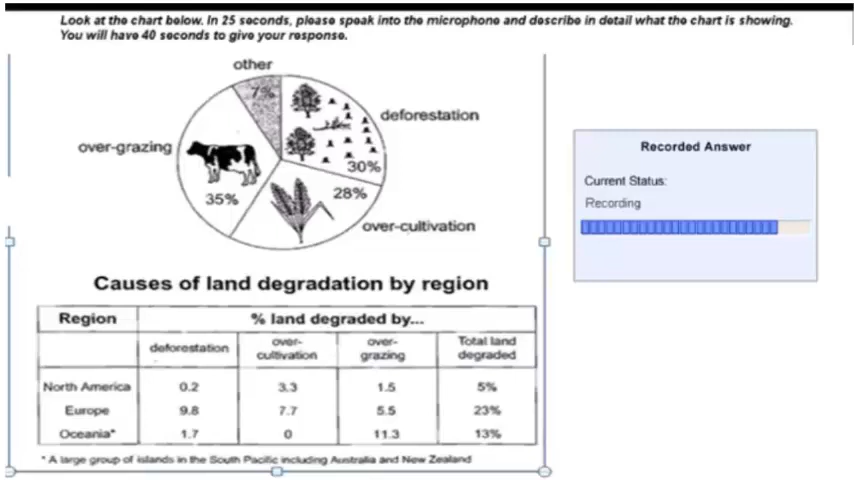 Look at the chart below. In 25 seconds, please speak into the microphone and describe in detail what the chart is showing.
You will have 40 seconds to give your response.
other
7%
deforestation
over-grazing
30%
35%
28%
over-cultivation
Recorded Answer
Current Status:
Recording
Causes of land degradation by region
Region % land degraded by...
deforestation over-cultivation over-grazing Total land degraded
North America 0.2 3.3 1.5 5%
Europe 9.8 7.7 5.5 23%
Oceania* 1.7 0 11.3 13%
* A large group of islands in the South Pacific including Australia and New Zealand